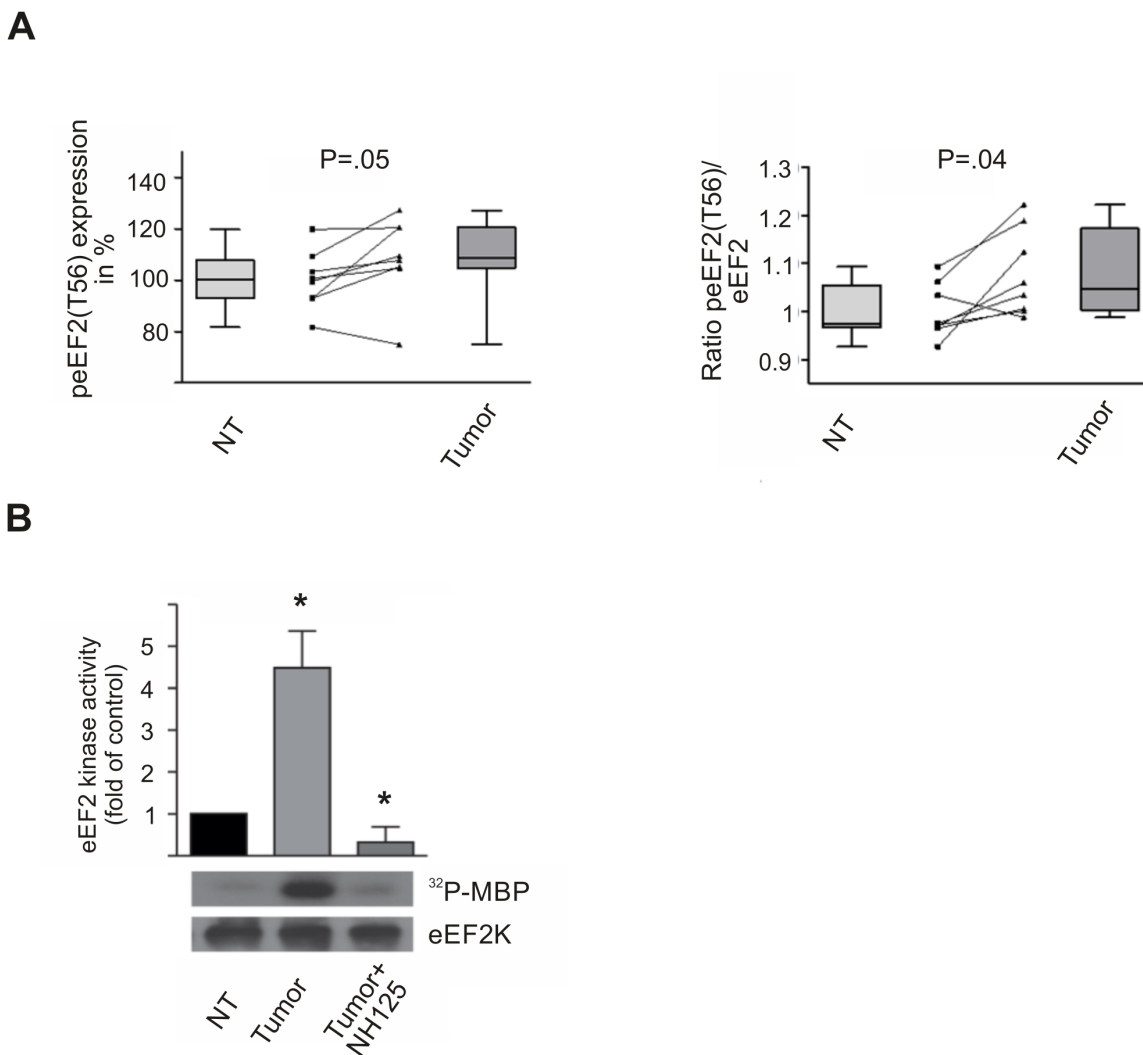 A
peEF2(T56) expression
in %
140
120
100
80
P=.05
NT
Tumor
Ratio peEF2(T56)/
eEF2
1.3
1.2
1.1
1
0.9
P=.04
NT
Tumor
B
eEF2 kinase activity
(fold of control)
5
4
3
2
1
*
*
32P-MBP
eEF2K
NT
Tumor
Tumor+
NH125